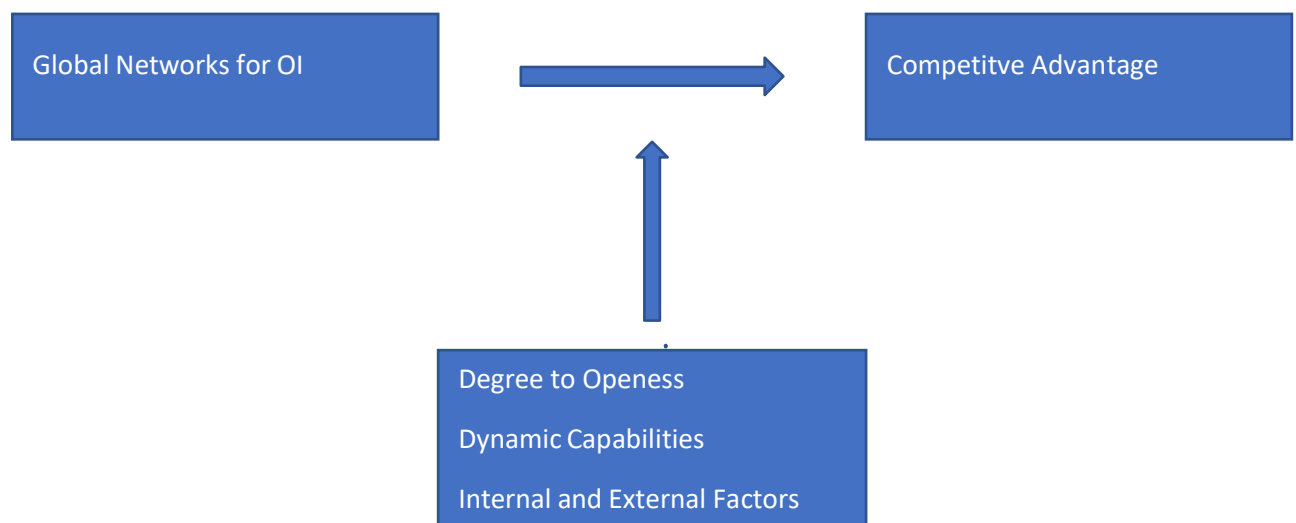 Global Networks for OI
Competitve Advantage
Degree to Openess
Dynamic Capabilities
Internal and External Factors